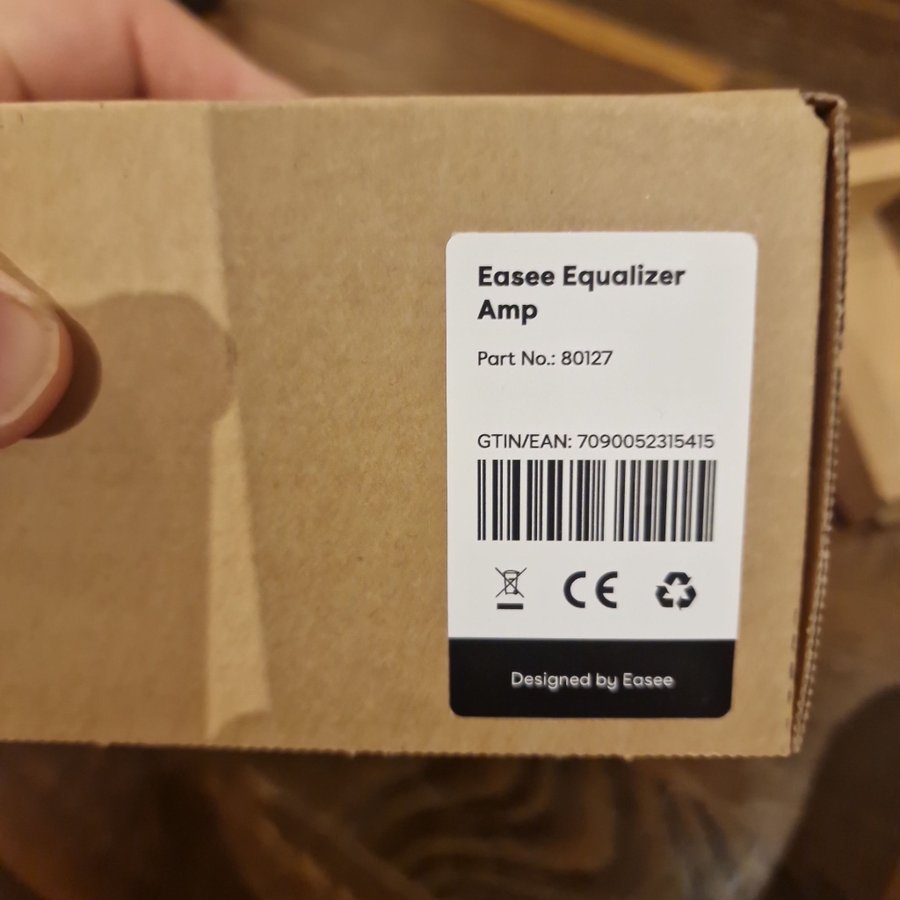 Easee Equalizer
Amp
Part No.: 80127
GTIN/EAN: 7090052315415
CE
Designed by Easee